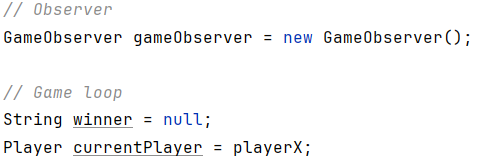 // Observer
GameObserver gameObserver = new GameObserver();
// Game loop
String winner = null;
Player currentPlayer = playerX;